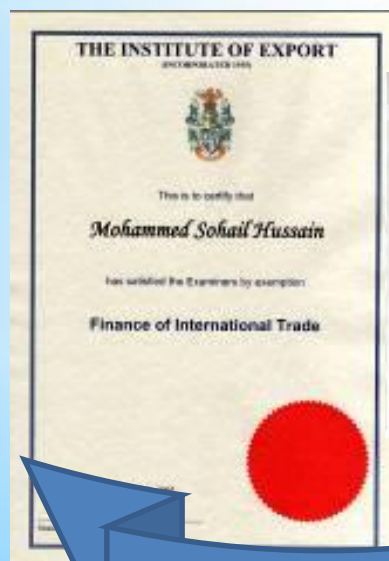 THE INSTITUTE OF EXPORT
This is to certify that
Mohammed Sohail Hussain
has satisfied the Examiners by exemption
Finance of International Trade